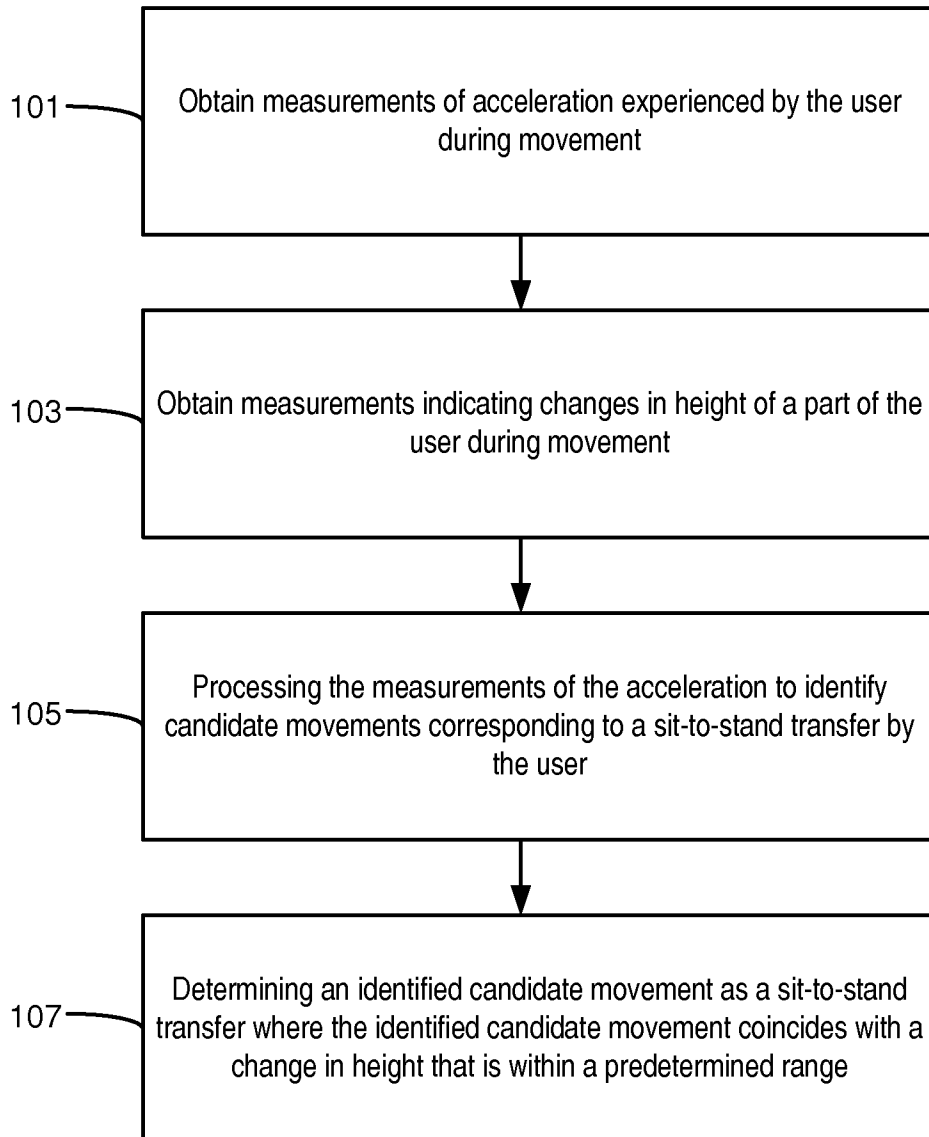 101
Obtain measurements of acceleration experienced by the user
during movement
103
Obtain measurements indicating changes in height of a part of the
user during movement
105
Processing the measurements of the acceleration to identify
candidate movements corresponding to a sit-to-stand transfer by
the user
107
Determining an identified candidate movement as a sit-to-stand
transfer where the identified candidate movement coincides with a
change in height that is within a predetermined range